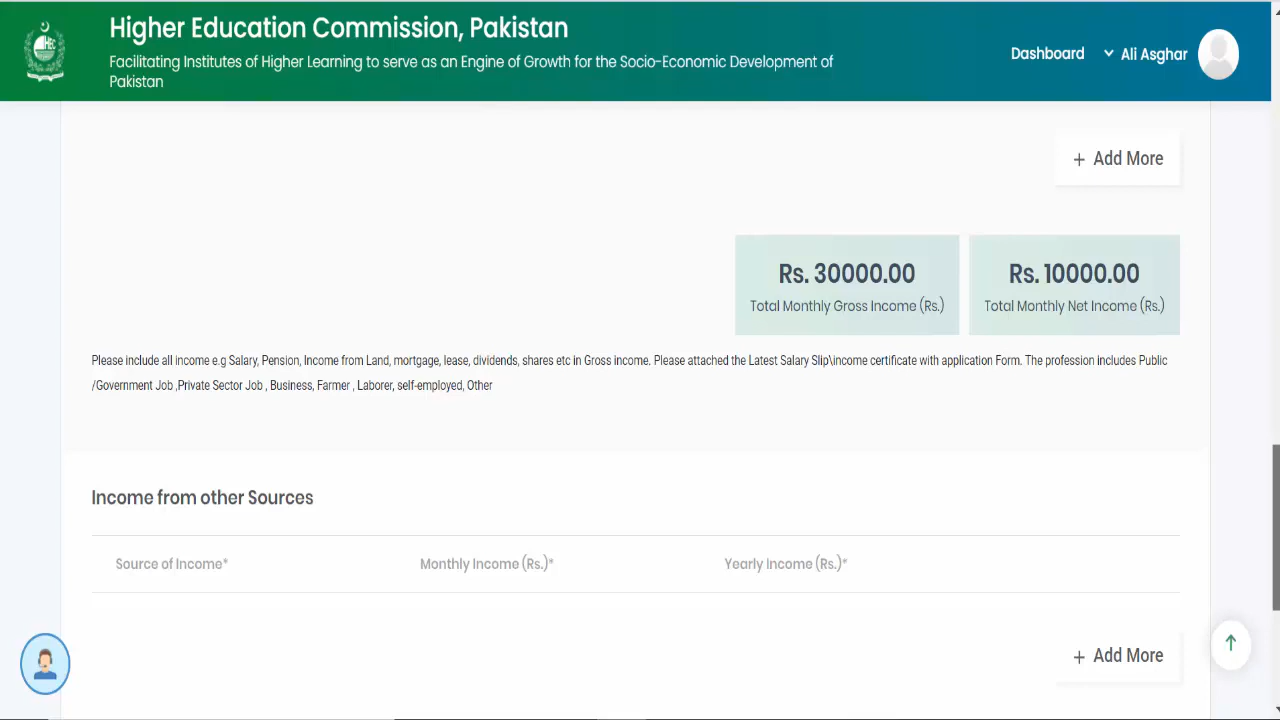 Higher Education Commission, Pakistan
Facilitating Institutes of Higher Learning to serve as an Engine of Growth for the Socio-Economic Development of
Pakistan
Dashboard
Ali Asghar
HEC
+ Add More
Rs. 30000.00
Total Monthly Gross Income (Rs.)
Rs. 10000.00
Total Monthly Net Income (Rs.)
Please include all income e.g Salary, Pension, Income from Land, mortgage, lease, dividends, shares etc in Gross income. Please attached the Latest Salary Slip\income certificate with application Form. The profession includes Public
/Government Job ,Private Sector Job , Business, Farmer , Laborer, self-employed, Other
Income from other Sources
Source of Income*
Monthly Income (Rs.)*
Yearly Income (Rs.)*
+ Add More